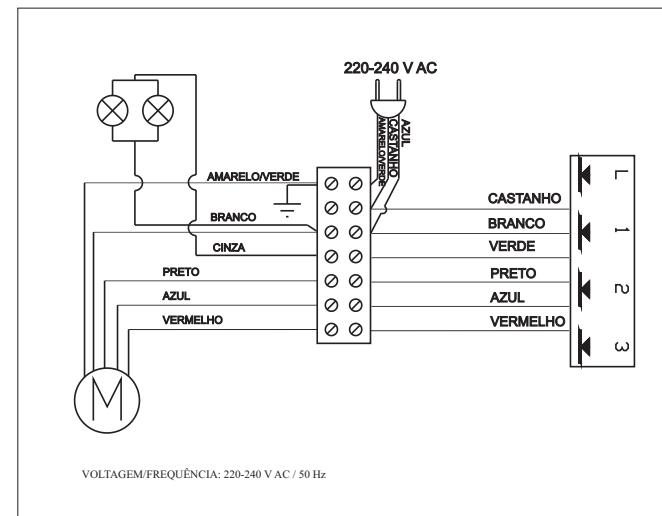 220-240 V AC
AMARELO/VERDE
CASTANHO
AZUL
AMARELO/VERDE
BRANCO
CINZA
PRETO
AZUL
VERMELHO
CASTANHO
BRANCO
VERDE
PRETO
AZUL
VERMELHO
L
1
2
3
M
VOLTAGEM/FREQUÊNCIA: 220-240 V AC / 50 Hz